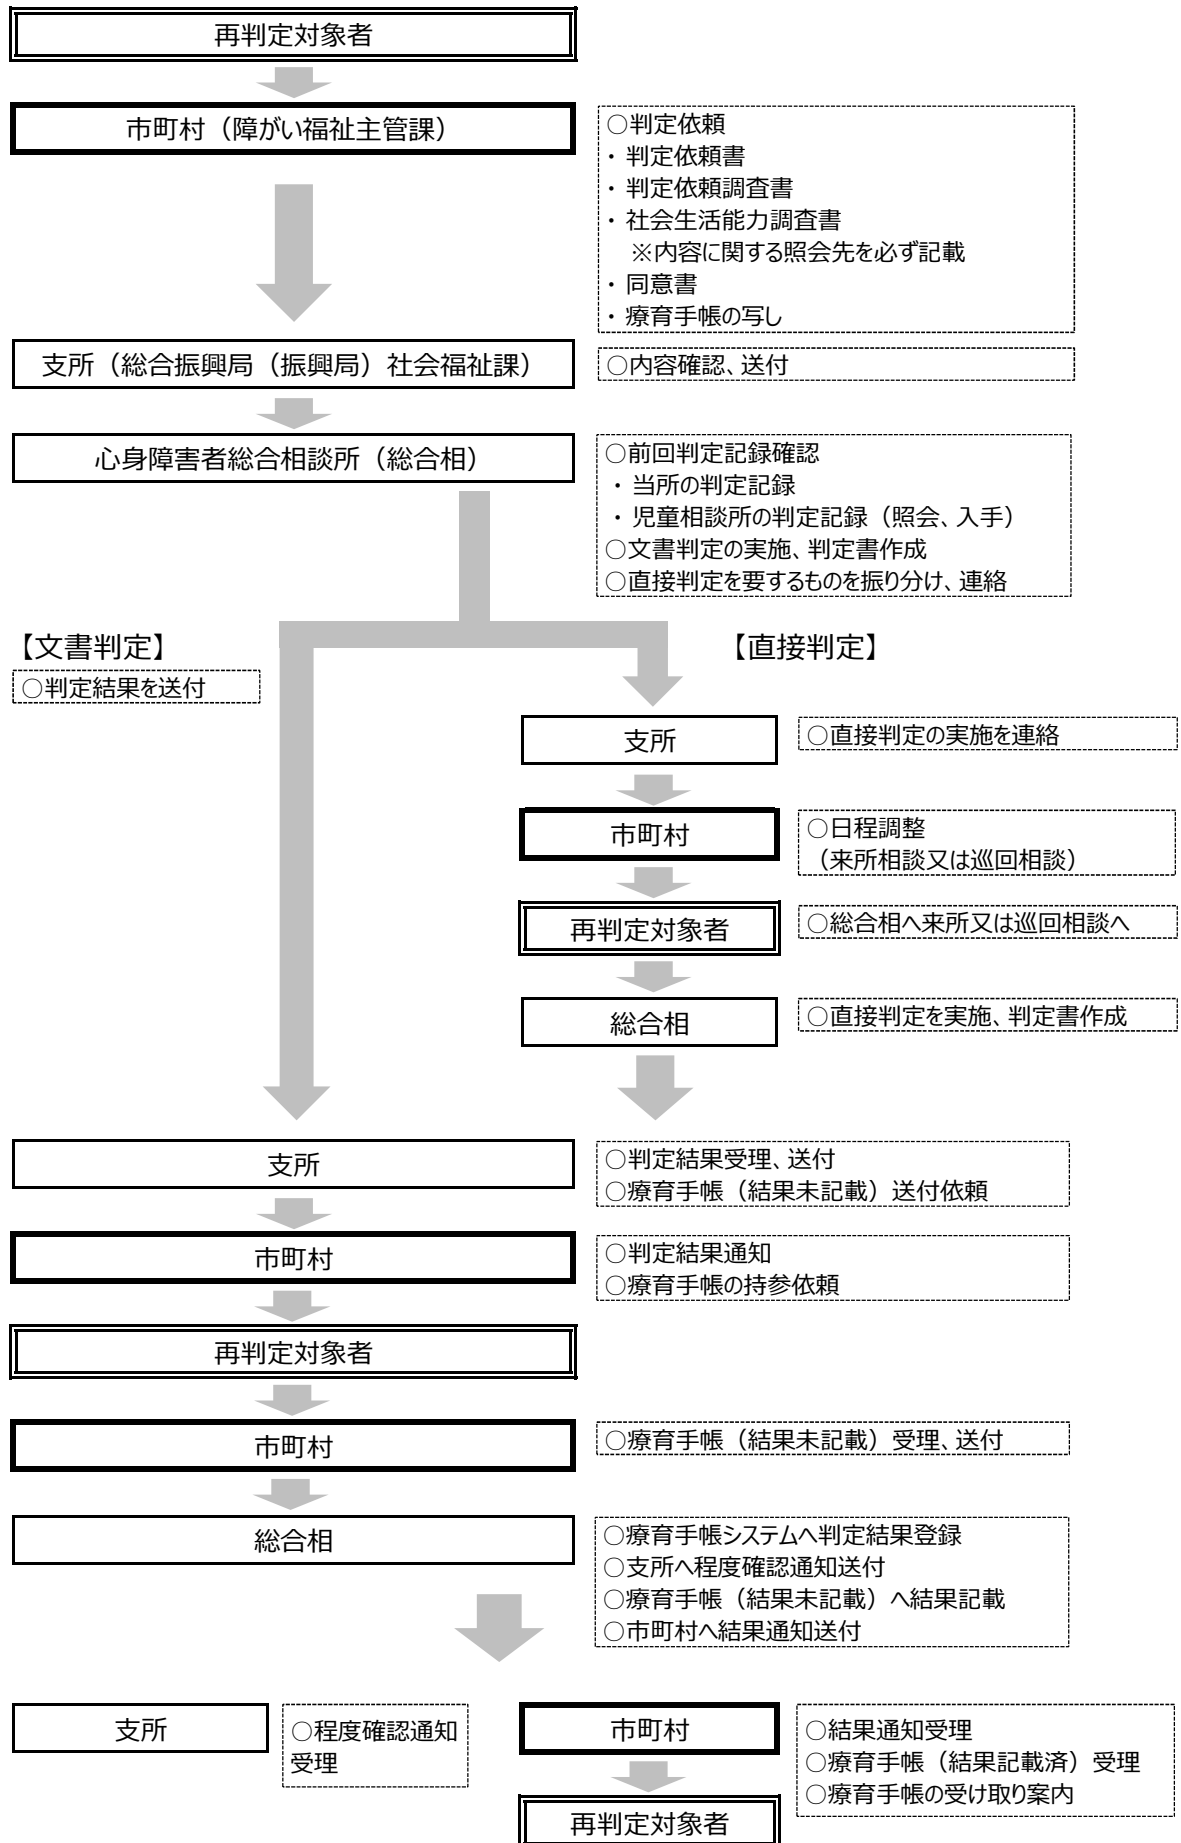 再判定対象者
市町村（障がい福祉主管課）
○判定依頼
・ 判定依頼書
・ 判定依頼調査書
・ 社会生活能力調査書
※内容に関する照会先を必ず記載
・ 同意書
・ 療育手帳の写し
支所（総合振興局（振興局）社会福祉課）
○内容確認、送付
心身障害者総合相談所（総合相）
○前回判定記録確認
・ 当所の判定記録
・ 児童相談所の判定記録（照会、入手）
○文書判定の実施、判定書作成
○直接判定を要するものを振り分け、連絡
【文書判定】
○判定結果を送付
【直接判定】
支所
○直接判定の実施を連絡
市町村
○日程調整
（来所相談又は巡回相談）
再判定対象者
○総合相へ来所又は巡回相談へ
総合相
○直接判定を実施、判定書作成
支所
○判定結果受理、送付
○療育手帳（結果未記載）送付依頼
市町村
○判定結果通知
○療育手帳の持参依頼
再判定対象者
市町村
○療育手帳（結果未記載）受理、送付
総合相
○療育手帳システムへ判定結果登録
○支所へ程度確認通知送付
○療育手帳（結果未記載）へ結果記載
○市町村へ結果通知送付
支所
○程度確認通知
受理
市町村
○結果通知受理
○療育手帳（結果記載済）受理
○療育手帳の受け取り案内
再判定対象者